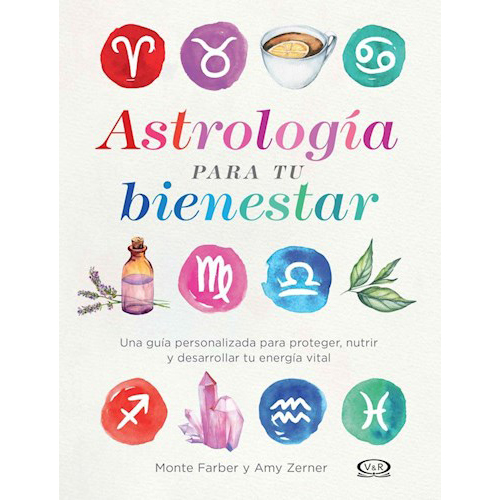 Astrología
PARA TU
bienestar
Una guía personalizada para proteger, nutrir
y desarrollar tu energía vital
Monte Farber y Amy Zerner
V&R